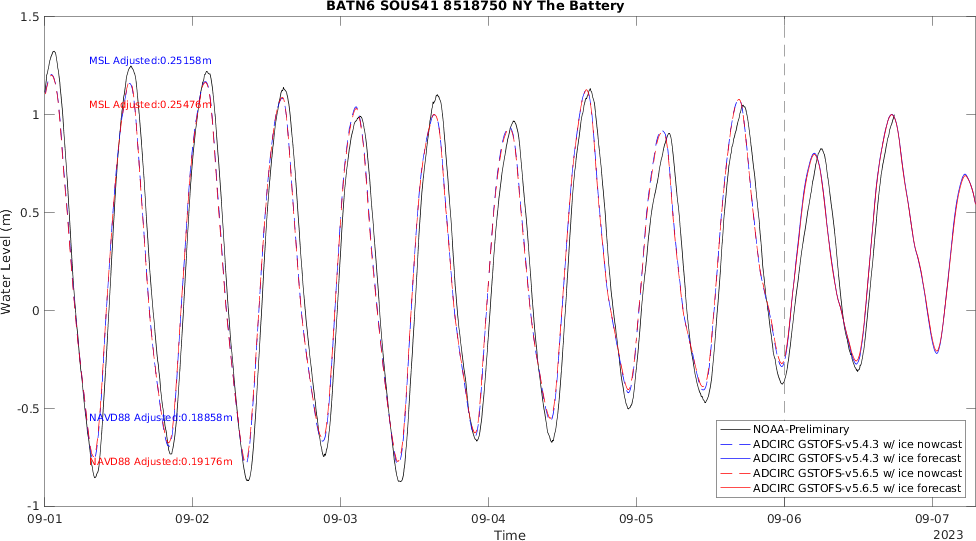 BATN6 SOUS41 8518750 NY The Battery
1.5
1
0.5
0
-0.5
-1
Water Level (m)
MSL Adjusted:0.25158m
MSL Adjusted:0.25476m
NAVD88 Adjusted:0.18858m
NAVD88 Adjusted:0.19176m
NOAA-Preliminary
ADCIRC GSTOFS-v5.4.3 w/ ice nowcast
ADCIRC GSTOFS-v5.4.3 w/ ice forecast
ADCIRC GSTOFS-v5.6.5 w/ ice nowcast
ADCIRC GSTOFS-v5.6.5 w/ ice forecast
09-01 09-02 09-03 09-04 09-05 09-06 09-07
Time
2023